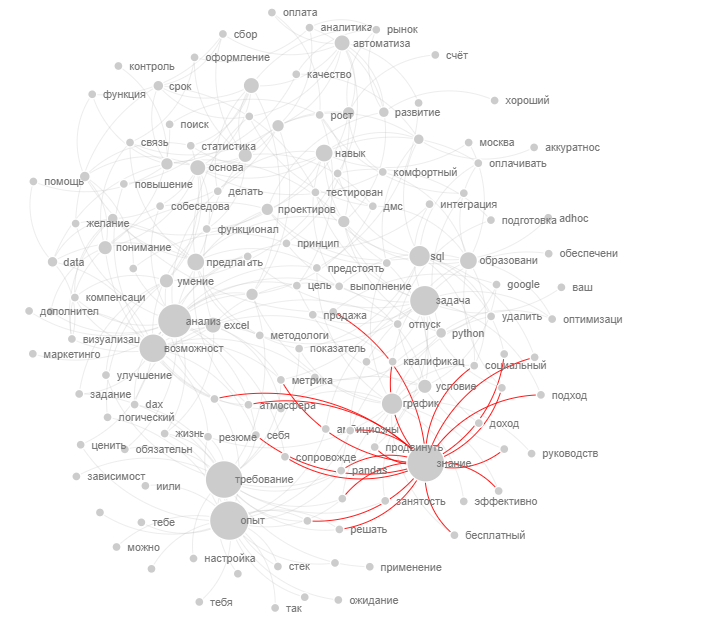 оплата
аналитика
рынок
сбор
автоматиза
счёт
оформление
контроль
качество
срок
функция
хороший
рост
развитие
поиск
связь
статистика
москва
аккуратнос
навык
оплачивать
основа
комфортный
помощь
повышение
делать
тестирован
собеседова
проектиров
дмс
интеграция
подготовка
adhoc
желание
функционал
принцип
понимание
sql
обеспечени
data
предлагать
предстоять
образовани
умение
цель
выполнение
google
ваш
компенсаци
задача
дополнител
анализ
excel
продажа
удалить
оптимизаци
отпуск
python
визуализац
методологи
маркетинго
возможност
показатель
квалификац
социальный
улучшение
метрика
условие
задание
подход
dax
атмосфера
график
логический
доход
жизнь
резюме
себя
амбициозны
ценить
обязательн
продвинуть
руководств
сопровожде
pandas
знание
зависимост
требование
иили
занятость
эффективно
тебе
опыт
решать
бесплатный
можно
настройка
стек
применение
тебя
так
ожидание